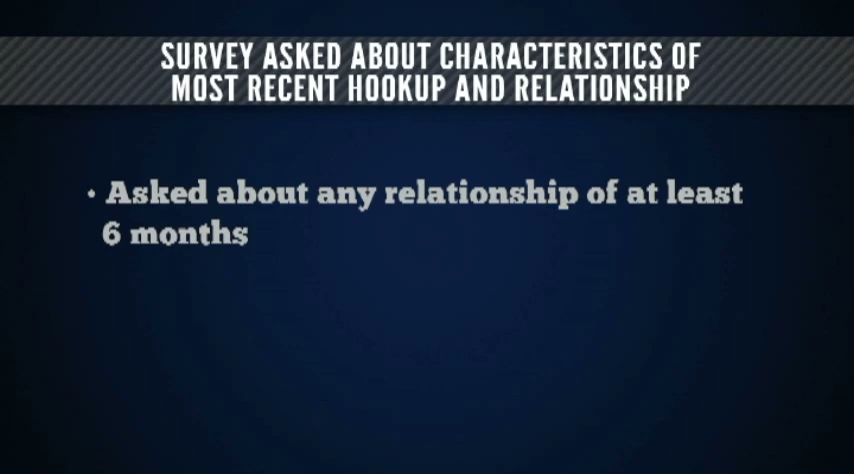 SURVEY ASKED ABOUT CHARACTERISTICS OF
MOST RECENT HOOKUP AND RELATIONSHIP
• Asked about any relationship of at least
6 months